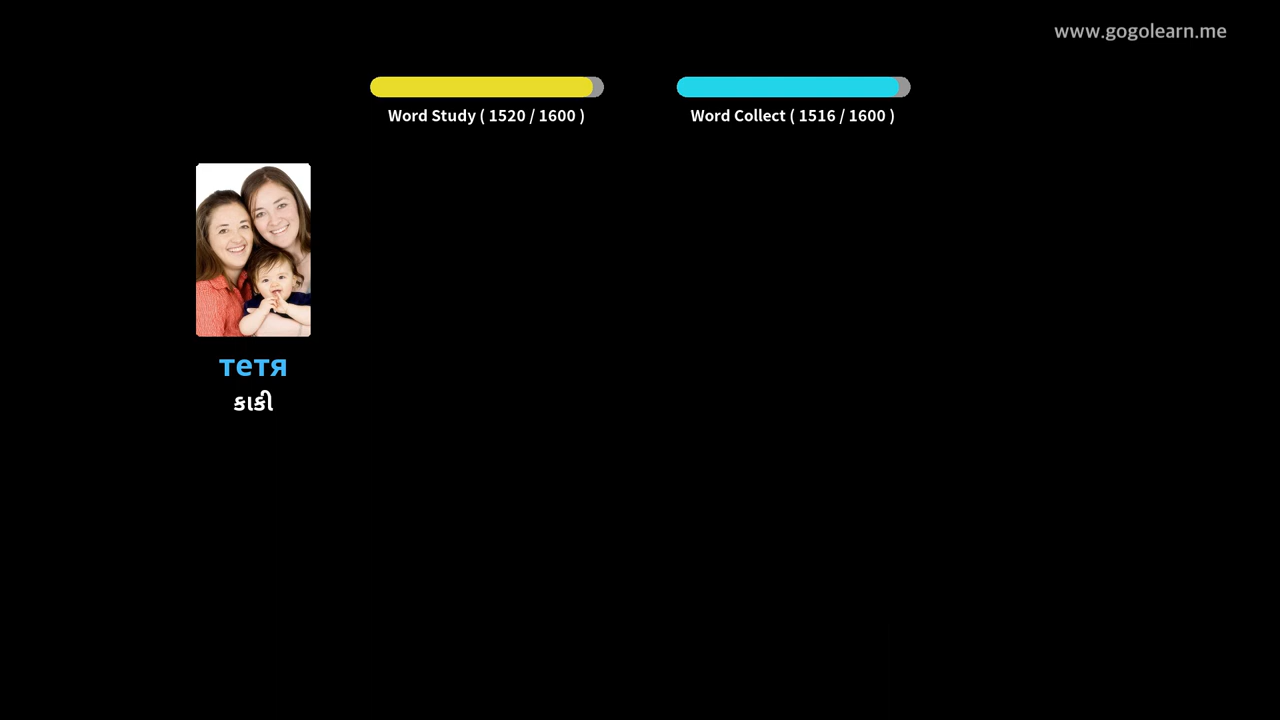 www.gogolearn.me
Word Study ( 1520 / 1600 )
Word Collect ( 1516 / 1600 )
тетя
કાકી